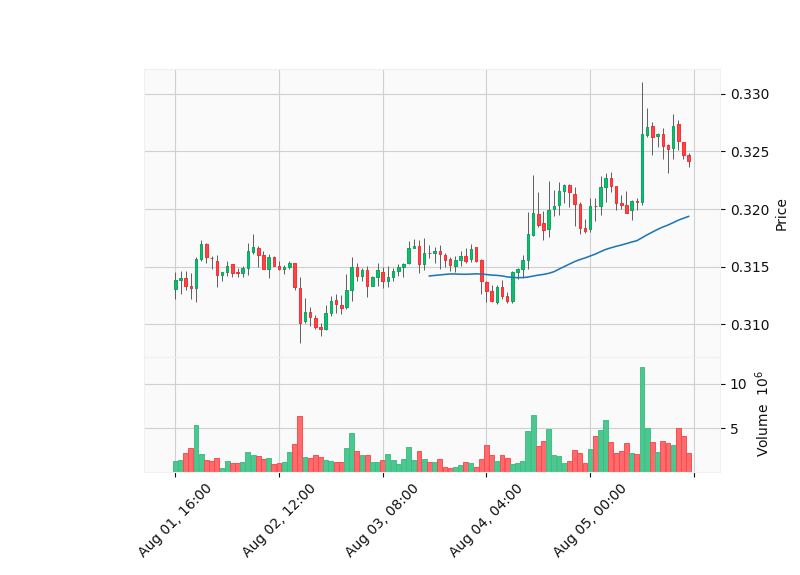 0.330
0.325
0.320
0.315
0.310
Price
10
5
Volume 10^6
Aug 01, 16:00
Aug 02, 12:00
Aug 03, 08:00
Aug 04, 04:00
Aug 05, 00:00